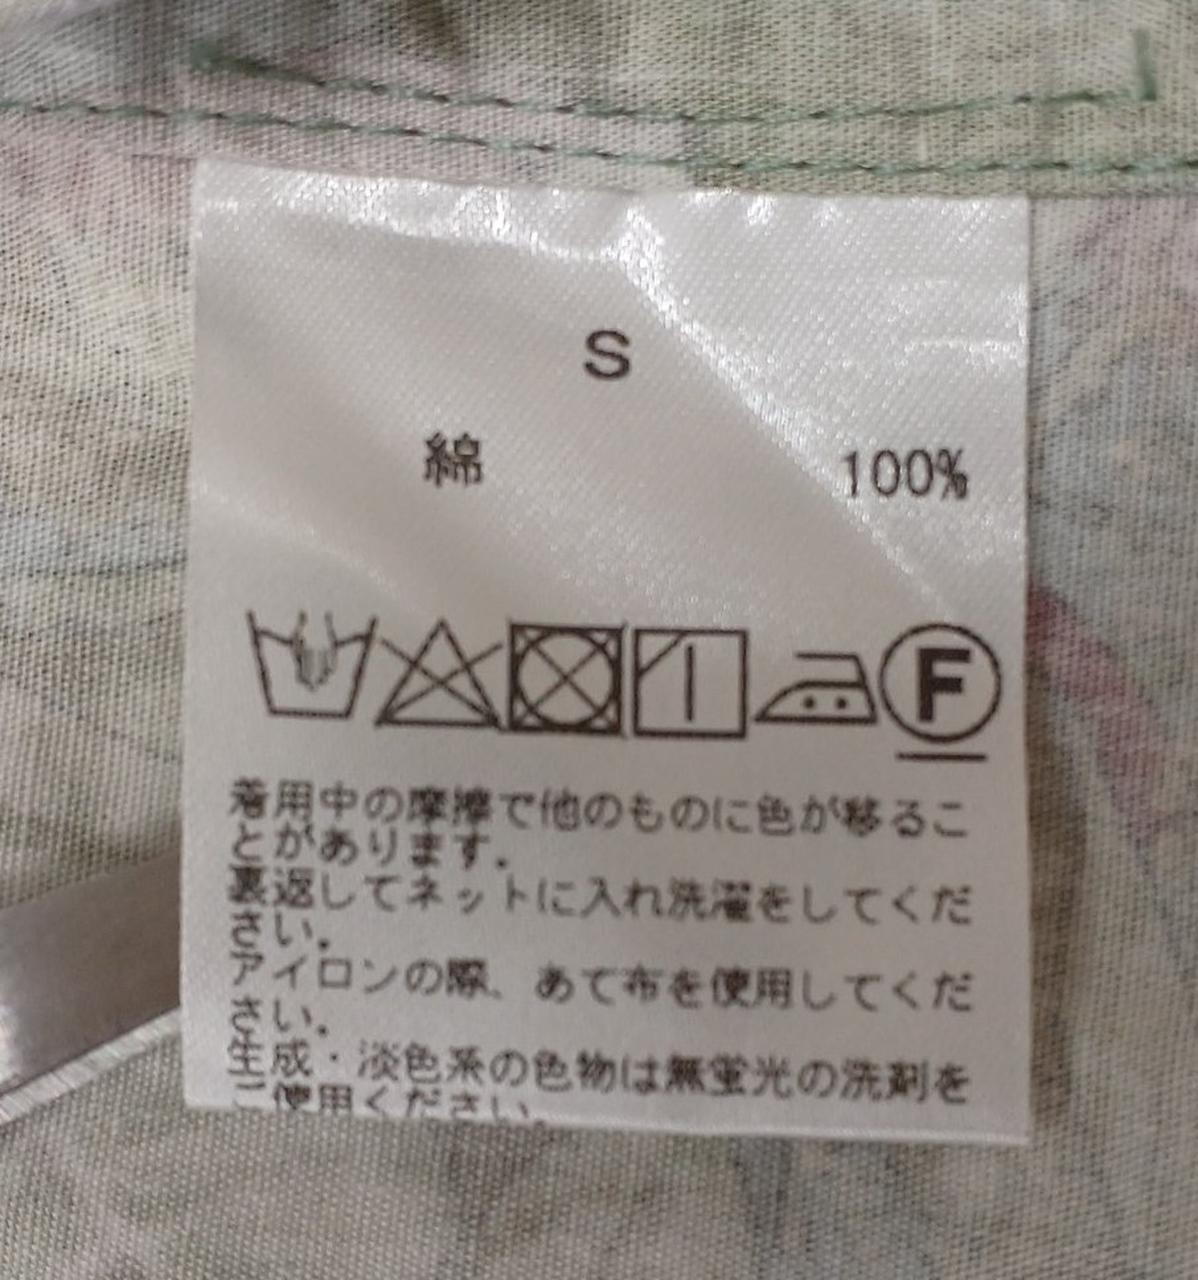 S
綿 100%
F
着用中の摩擦で他のものに色が移るこ
とがあります.
裏返してネットに入れ洗濯をしてくだ
さい.
アイロンの際、あて布を使用してくだ
さい.
生成・淡色系の色物は無蛍光の洗剤を
ご使用ください.